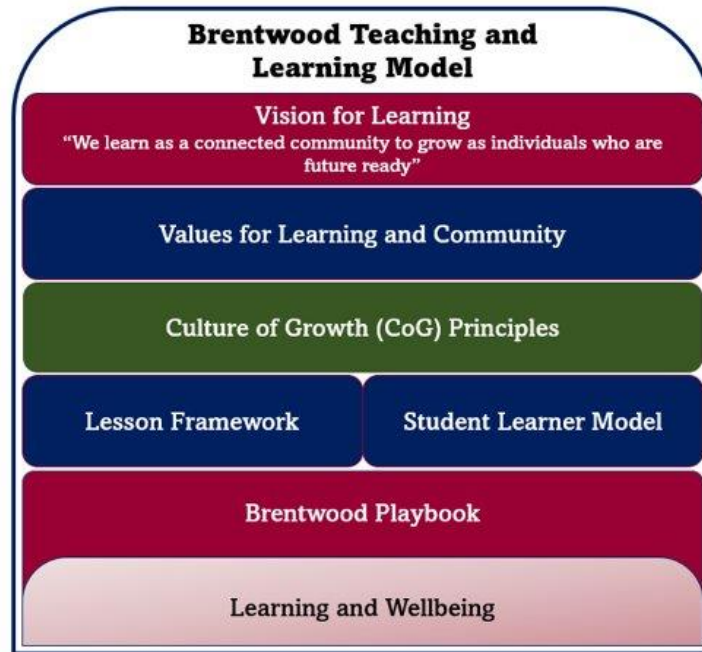 Brentwood Teaching and
Learning Model
Vision for Learning
“We learn as a connected community to grow as individuals who are
future ready”
Values for Learning and Community
Culture of Growth (CoG) Principles
Lesson Framework
Student Learner Model
Brentwood Playbook
Learning and Wellbeing